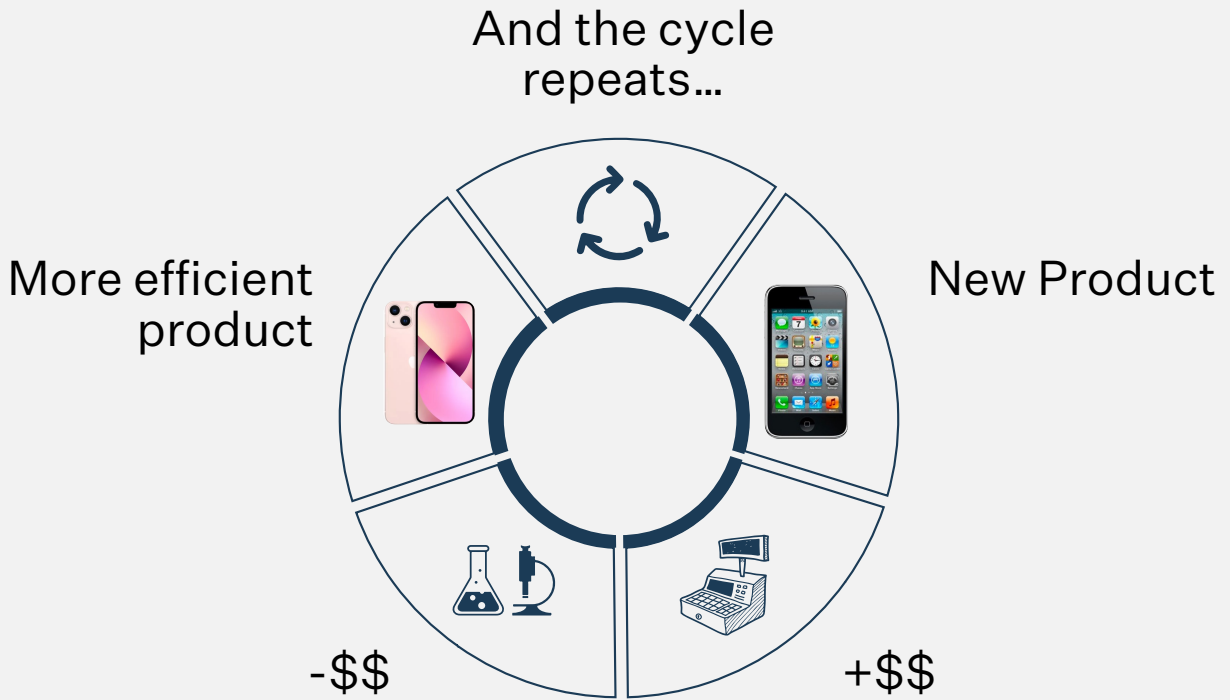 And the cycle
repeats…
More efficient
product
New Product
-$$
+$$